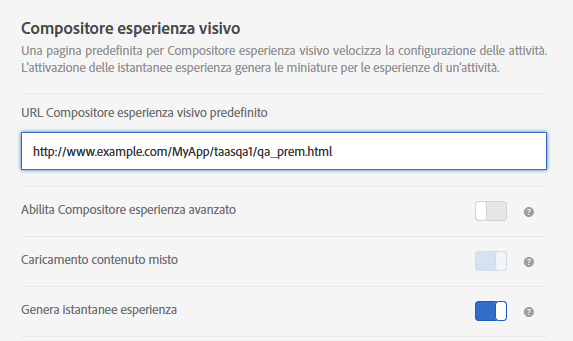 Compositore esperienza visivo
Una pagina predefinita per Compositore esperienza visivo velocizza la configurazione delle attività.
L'attivazione delle istantanee esperienza genera le miniature per le esperienze di un'attività.
URL Compositore esperienza visivo predefinito
http://www.example.com/MyApp/taasqa1/qa_prem.html
Abilita Compositore esperienza avanzato
?
Caricamento contenuto misto
?
Genera istantanee esperienza
?